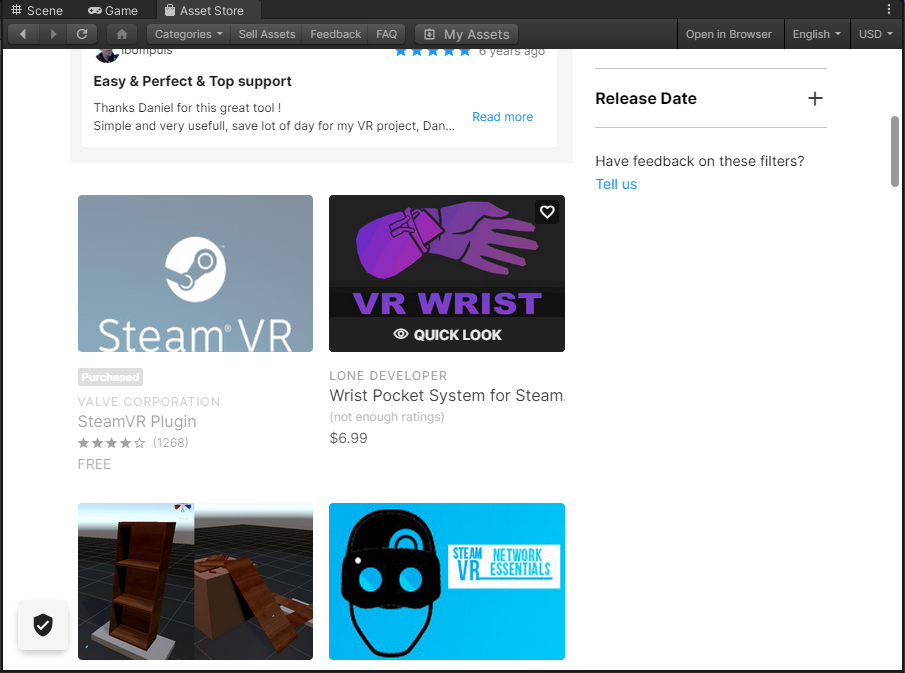 Scene Game Asset Store
Categories Sell Assets Feedback FAQ My Assets Open in Browser English USD
6 years ago
Easy & Perfect & Top support
Thanks Daniel for this great tool !
Simple and very usefull, save lot of day for my VR project, Dan...
Read more
Release Date
Have feedback on these filters?
Tell us
Steam® VR
Purchased
VALVE CORPORATION
SteamVR Plugin
(1268)
FREE
VR WRIST
QUICK LOOK
LONE DEVELOPER
Wrist Pocket System for Steam
(not enough ratings)
$6.99
STEAM VR
NETWORK ESSENTIALS